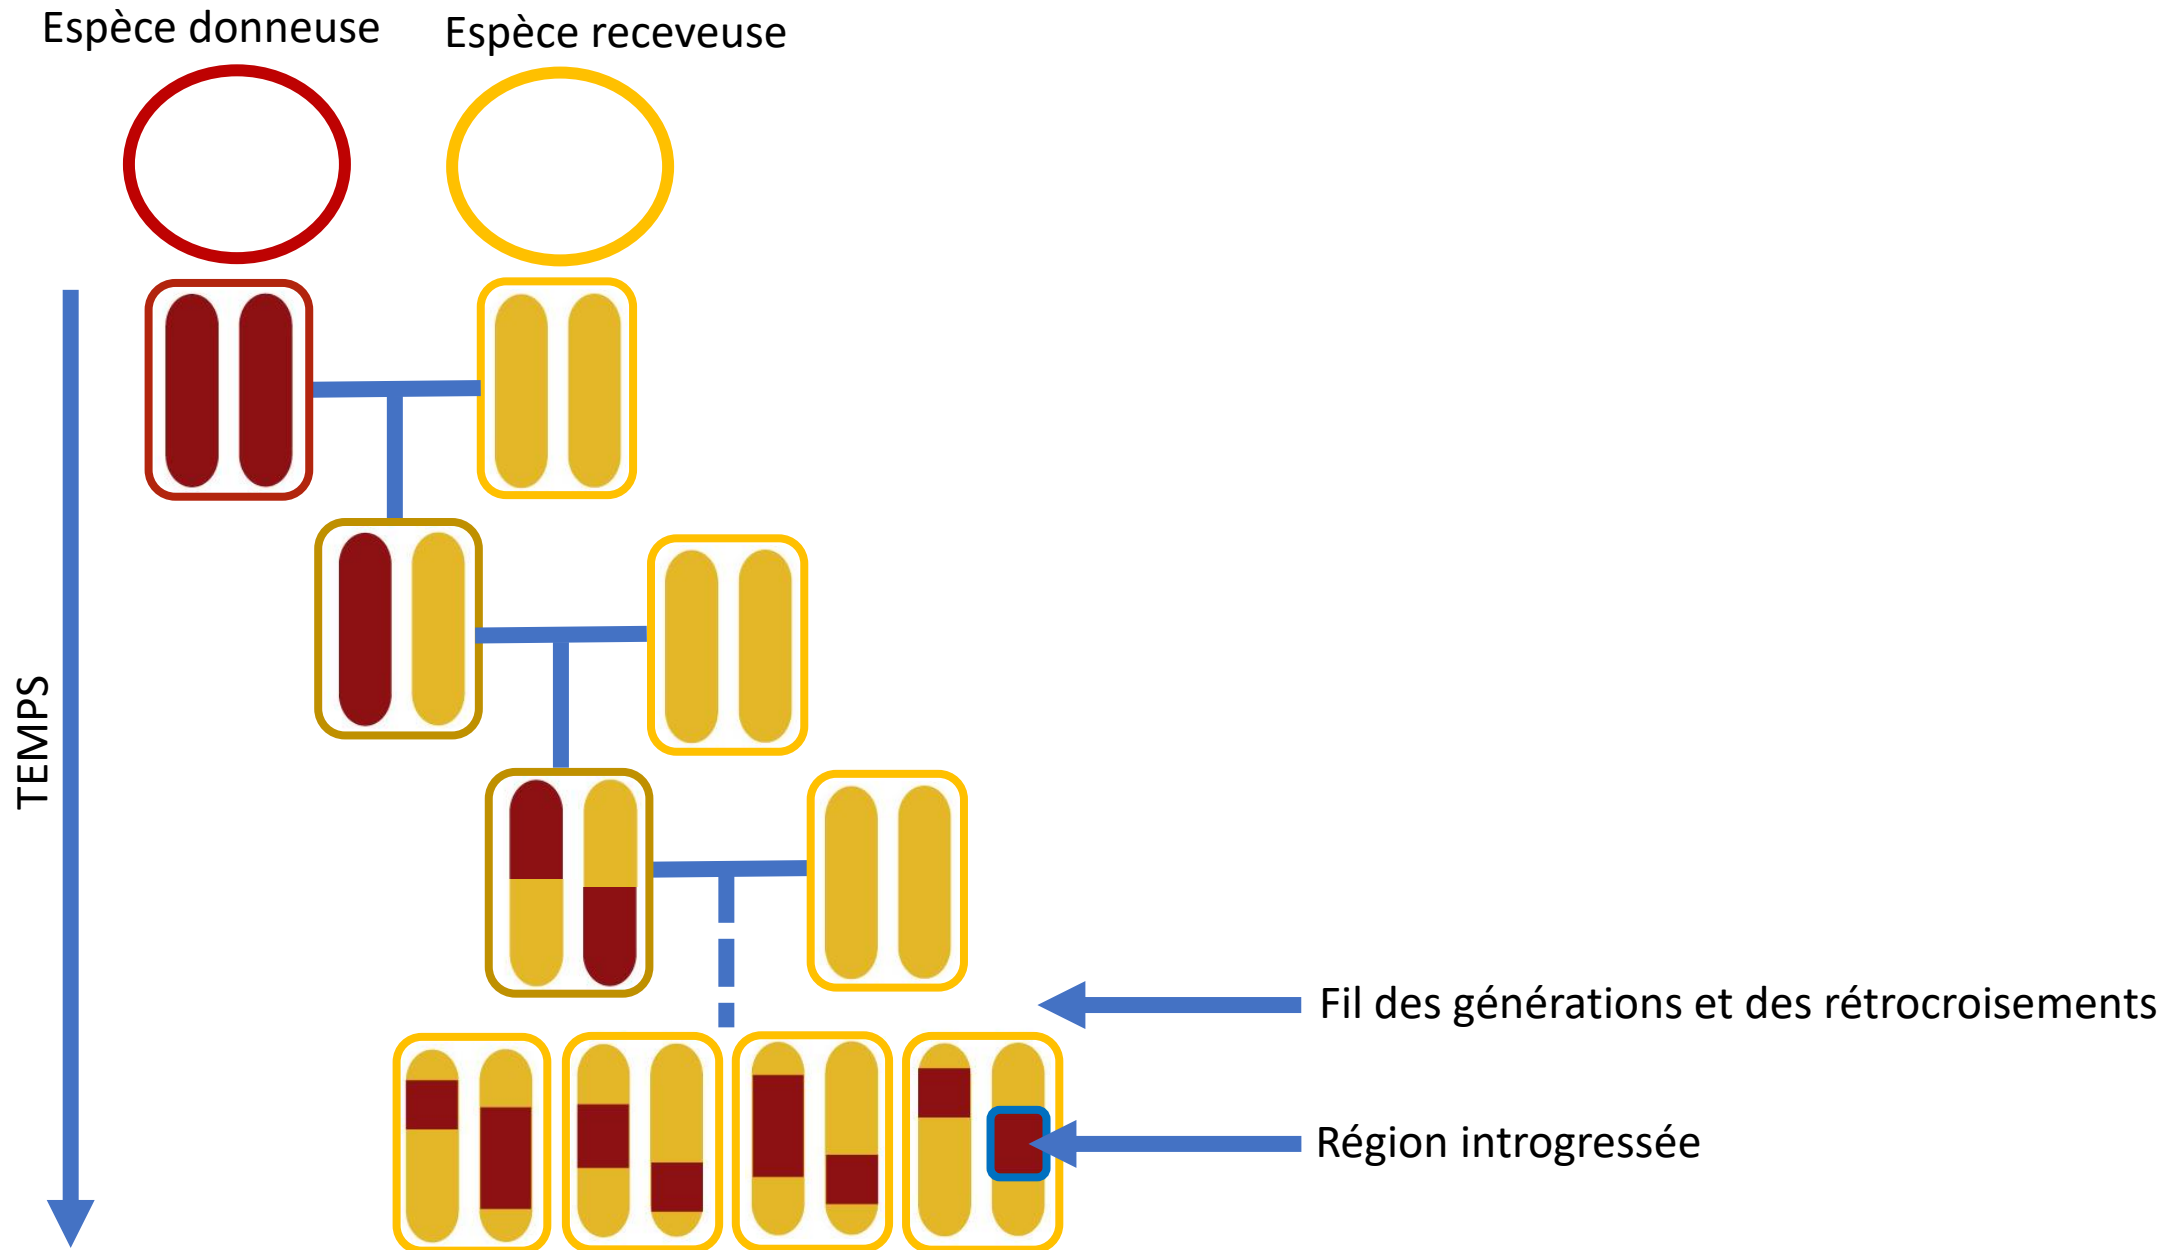 Espèce donneuse
Espèce receveuse
TEMPS
Fil des générations et des rétrocroisements
Région introgressée